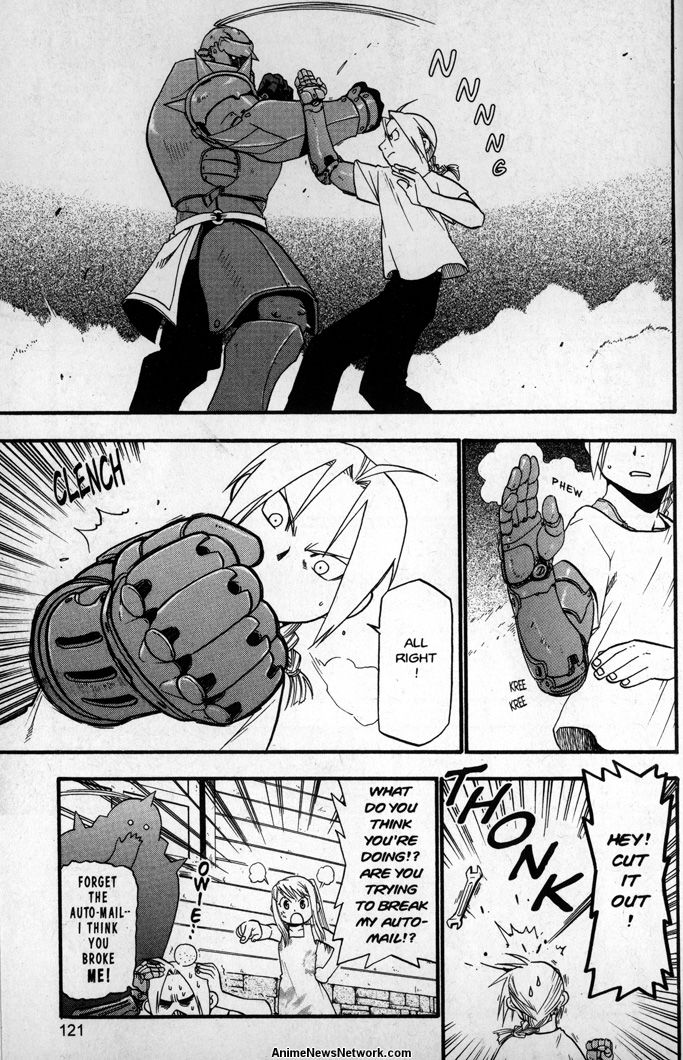 NNNNG
PHEW
KREE
KREE
CLENCH
ALL
RIGHT
!
HEY!
CUT
IT
OUT
!
THONK
WHAT
DO YOU
THINK
YOU'RE
DOING!?
ARE YOU
TRYING
TO BREAK
MY AUTO-
MAIL!?
OWIE...
FORGET
THE
AUTO-MAIL--
I THINK
YOU
BROKE
ME!
121
AnimeNewsNetwork.com